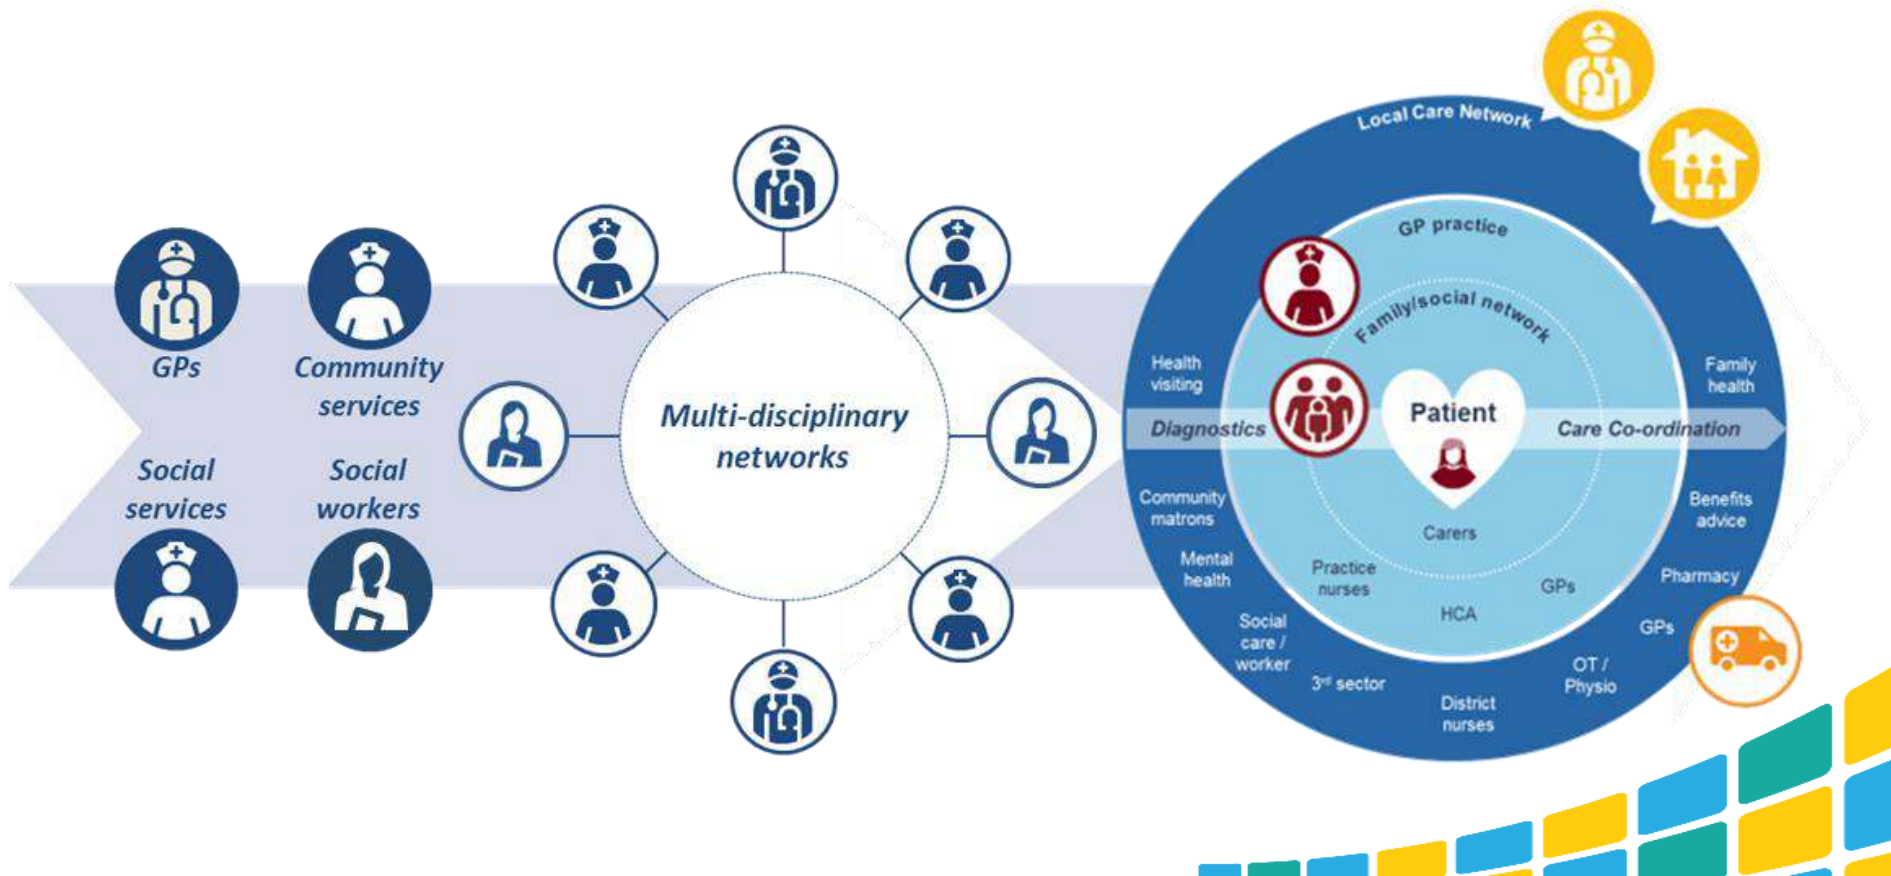 GPs
Community
services
Social
services
Social
workers
Multi-disciplinary
networks
Local Care Network
GP practice
Family/social network
Patient
Diagnostics
Care Co-ordination
Carers
Practice
nurses
HCA
GPs
Health
visiting
Community
matrons
Mental
health
Social
care /
worker
3rd sector
District
nurses
OT /
Physio
GPs
Pharmacy
Benefits
advice
Family
health